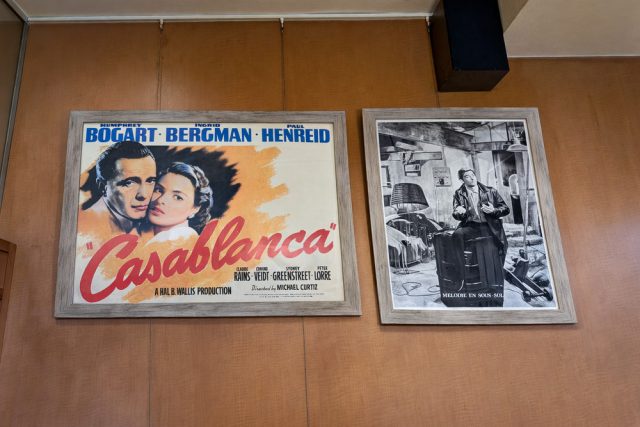 HUMPHREY INGRID PAUL
BOGART · BERGMAN · HENREID
"Casablanca"
CLAUDE CONRAD SYDNEY PETER
RAINS · VEIDT · GREENSTREET · LORRE
A HAL B. WALLIS PRODUCTION
Directed by MICHAEL CURTIZ
MELODIE EN SOUS-SOL